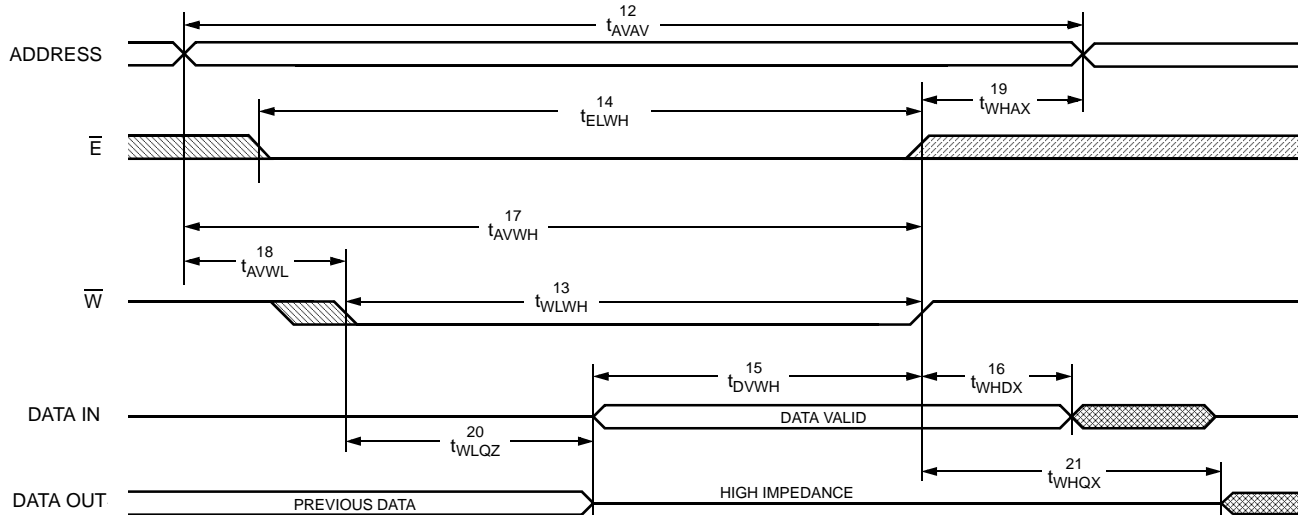 12
tAVAV
ADDRESS
14
tELWH
19
tWHAX
E
17
tAVWH
18
tAVWL
W
13
tWLWH
15
tDVWH
16
tWHDX
DATA IN
DATA VALID
20
tWLQZ
21
tWHQX
DATA OUT
PREVIOUS DATA
HIGH IMPEDANCE